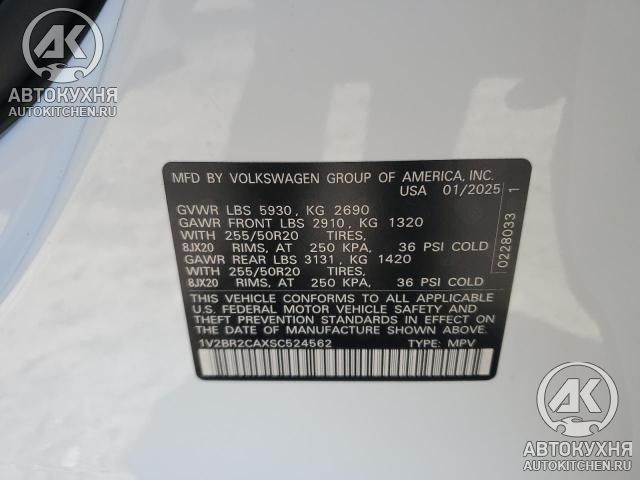 AK
АВТОКУХНЯ
AUTOKITCHEN.RU
MFD BY VOLKSWAGEN GROUP OF AMERICA, INC.
USA 01/2025
GVWR LBS 5930, KG 2690
GAWR FRONT LBS 2910, KG 1320
WITH 255/50R20 TIRES,
8JX20 RIMS, AT 250 KPA, 36 PSI COLD
GAWR REAR LBS 3131, KG 1420
WITH 255/50R20 TIRES,
8JX20 RIMS, AT 250 KPA, 36 PSI COLD
THIS VEHICLE CONFORMS TO ALL APPLICABLE
U.S. FEDERAL MOTOR VEHICLE SAFETY AND
THEFT PREVENTION STANDARDS IN EFFECT ON
THE DATE OF MANUFACTURE SHOWN ABOVE.
1V2BR2CAXSC524562 TYPE: MPV
0228033 1
AK
АВТОКУХНЯ
AUTOKITCHEN.RU